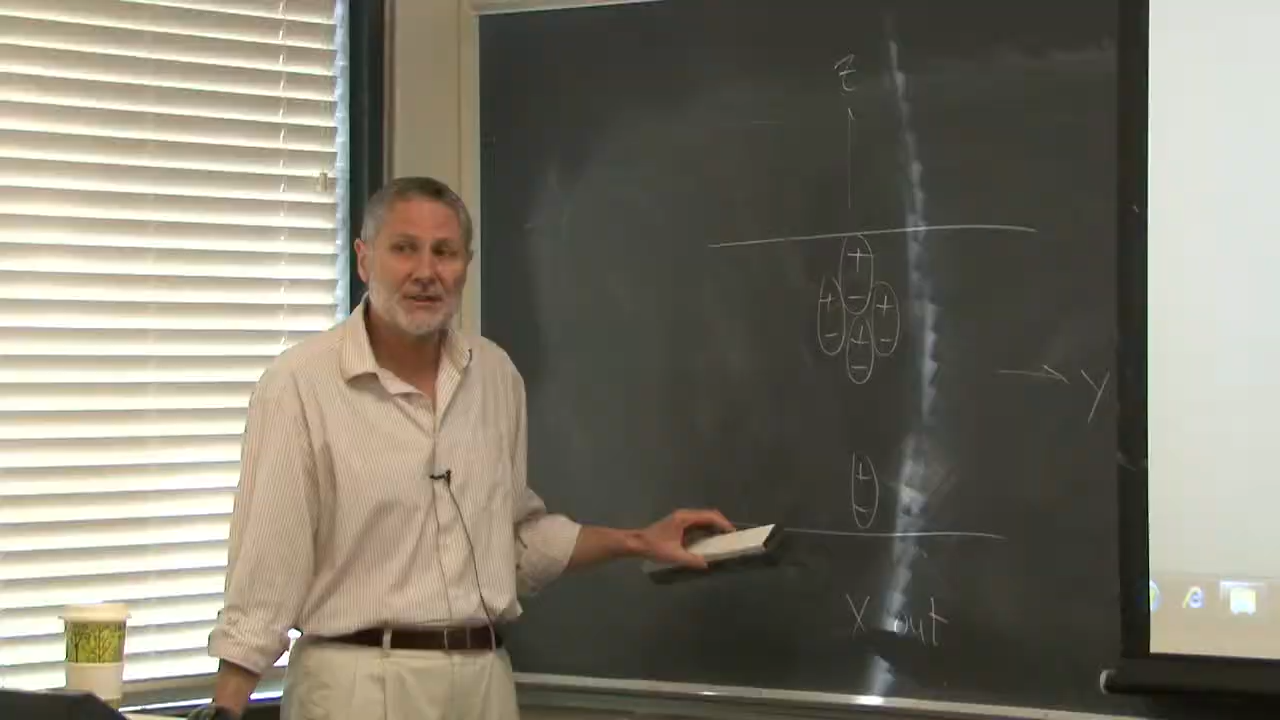 z
+
-
+ +
- + -
-
Y
+
-
X out